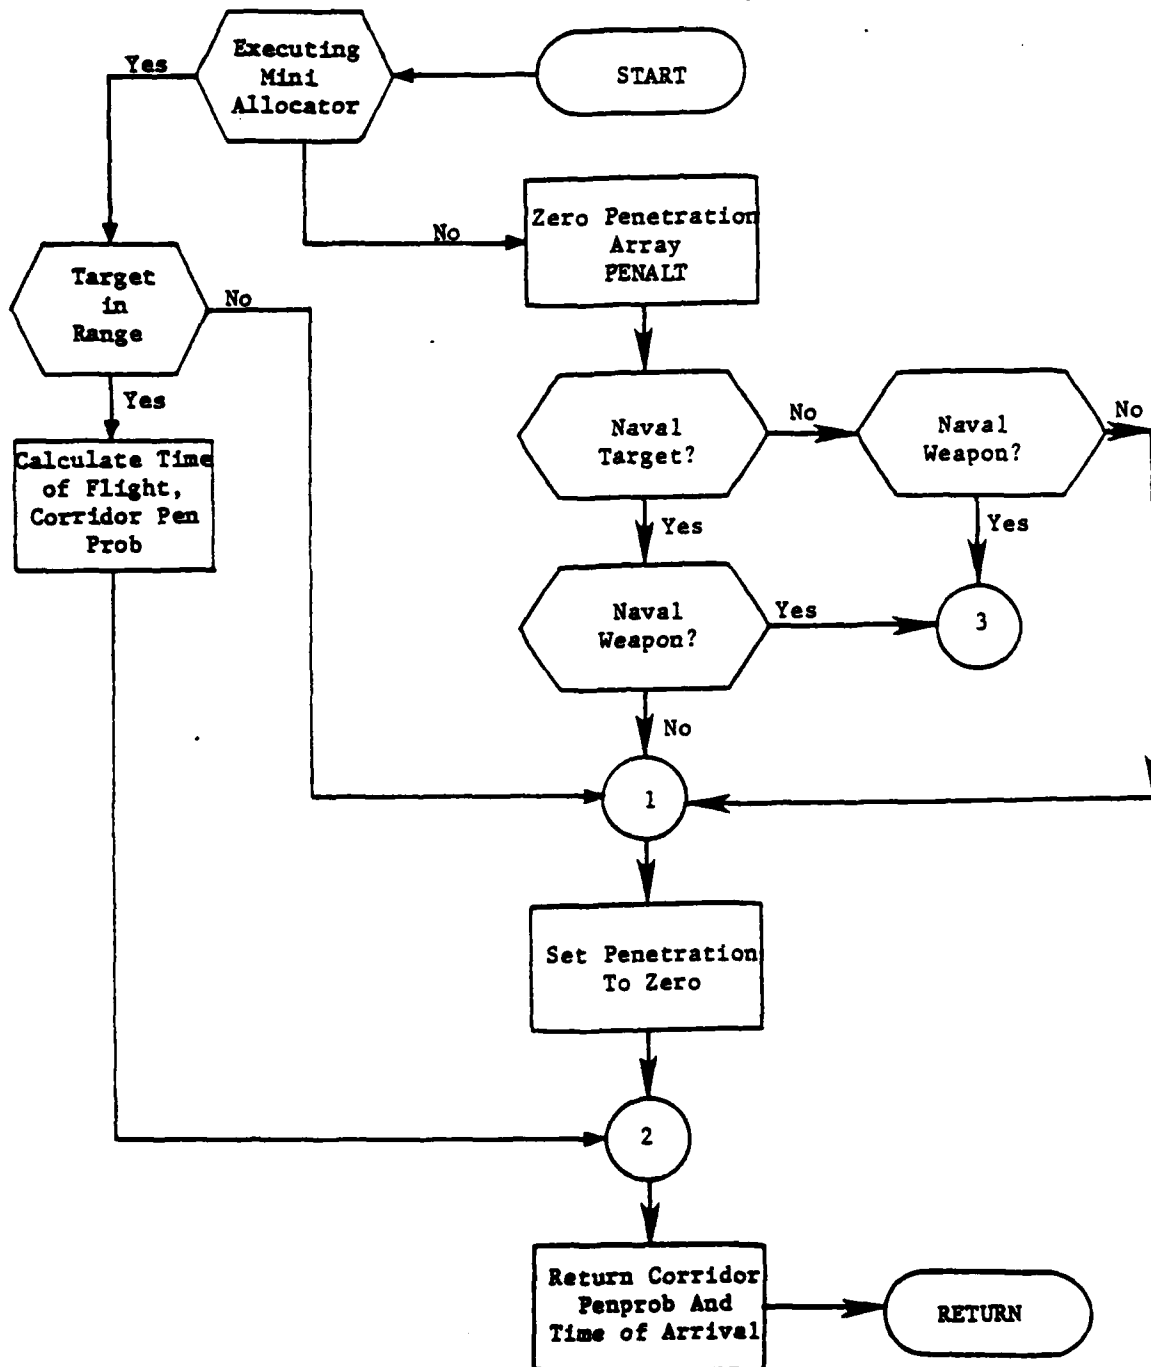 START
Executing
Mini
Allocator
Yes
No
Zero Penetration
Array
PENALT
Target
in
Range
No
Yes
Calculate Time
of Flight,
Corridor Pen
Prob
Naval
Target?
No
Naval
Weapon?
No
Yes
Yes
Naval
Weapon?
Yes
3
No
1
Set Penetration
To Zero
2
Return Corridor
Penprob And
Time of Arrival
RETURN